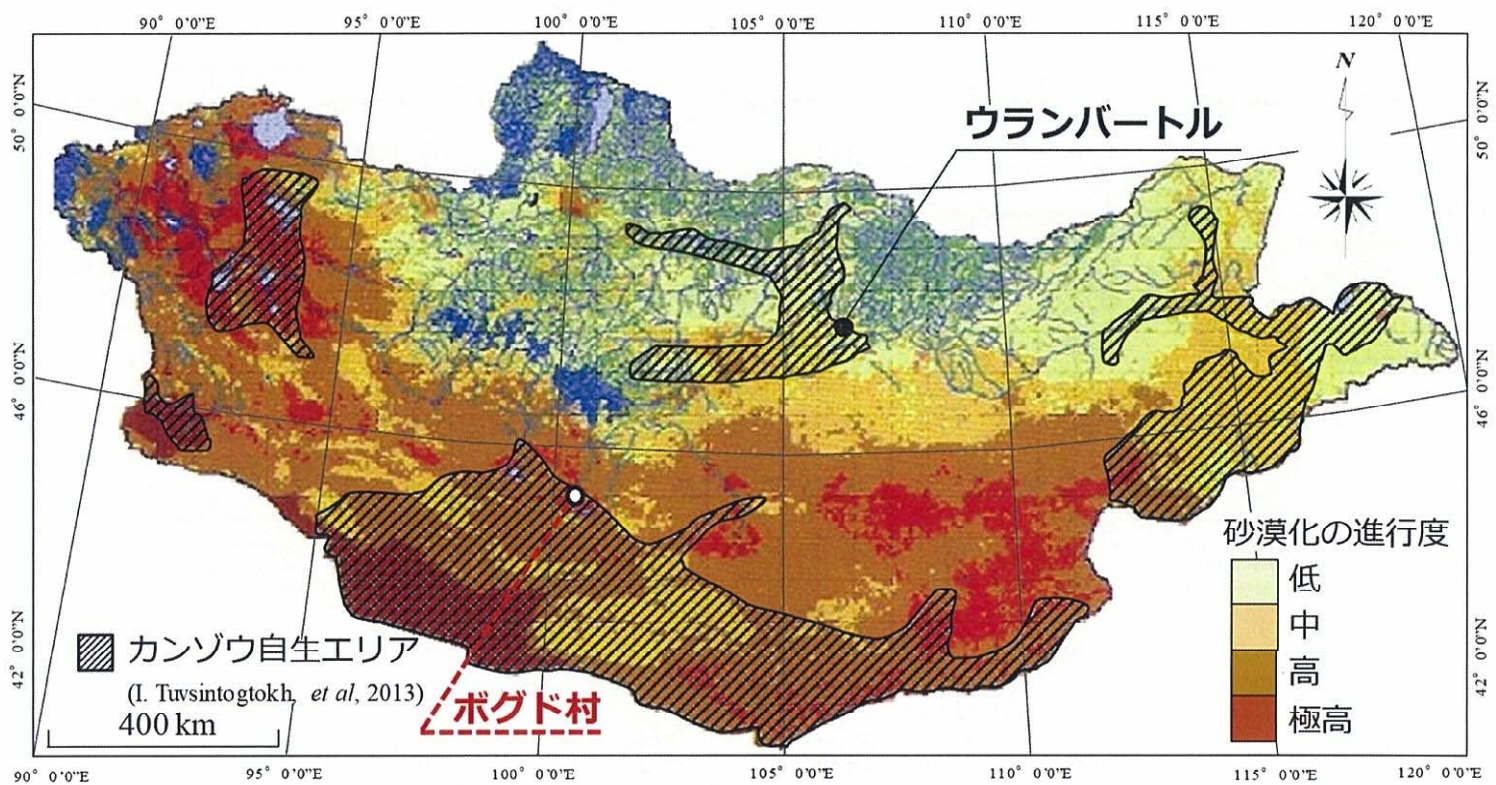 90° 0'0"E 95° 0'0"E 100° 0'0"E 105° 0'0"E 110° 0'0"E 115° 0'0"E 120° 0'0"E
N
50° 0'0"N
50° 0'0"N
ウランバートル
46° 0'0"N
46° 0'0"N
砂漠化の進行度
低
中
高
極高
42° 0'0"N
42° 0'0"N
カンゾウ自生エリア
(I. Tuvsintogtokh, et al, 2013)
ボグド村
400 km
90° 0'0"E 95° 0'0"E 100° 0'0"E 105° 0'0"E 110° 0'0"E 115° 0'0"E 120° 0'0"E